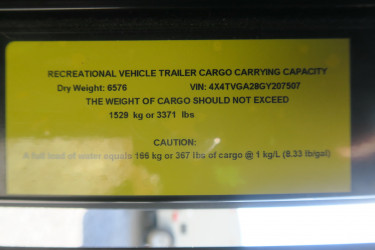 RECREATIONAL VEHICLE TRAILER CARGO CARRYING CAPACITY
Dry Weight: 6576 VIN: 4X4TVGA28GY207507
THE WEIGHT OF CARGO SHOULD NOT EXCEED
1529 kg or 3371 lbs
CAUTION:
A full load of water equals 166 kg or 367 lbs of cargo @ 1 kg/L (8.33 lb/gal)